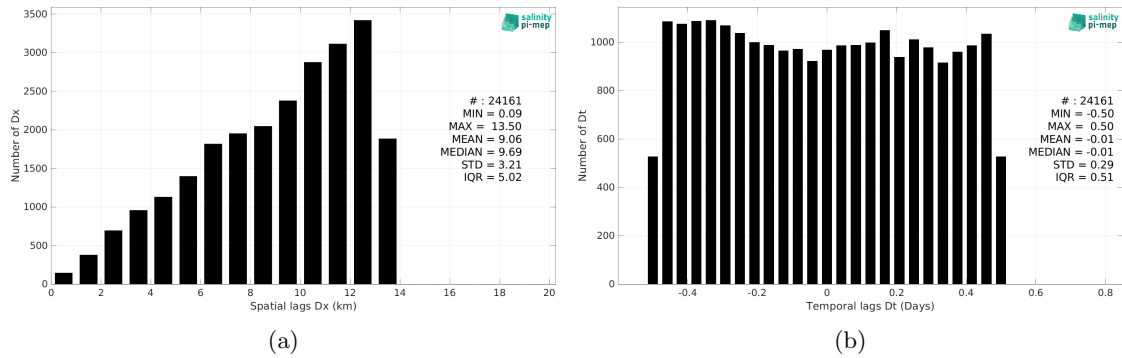 3500
3000
2500
2000
1500
1000
500
0
Number of Dx
salinity
pi-mep
# : 24161
MIN = 0.09
MAX = 13.50
MEAN = 9.06
MEDIAN = 9.69
STD = 3.21
IQR = 5.02
0 2 4 6 8 10 12 14 16 18 20
Spatial lags Dx (km)
(a)
1000
800
600
400
200
0
Number of Dt
salinity
pi-mep
# : 24161
MIN = -0.50
MAX = 0.50
MEAN = -0.01
MEDIAN = -0.01
STD = 0.29
IQR = 0.51
-0.4 -0.2 0 0.2 0.4 0.6 0.8
Temporal lags Dt (Days)
(b)